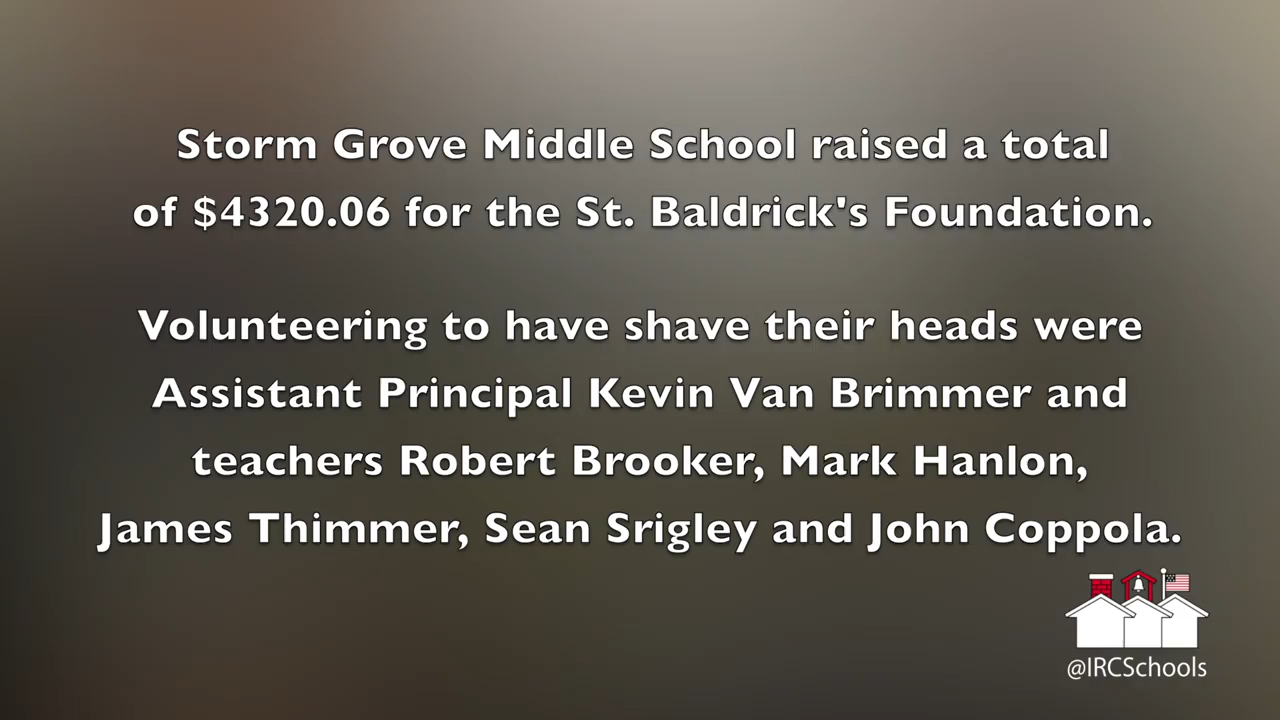 Storm Grove Middle School raised a total
of $4320.06 for the St. Baldrick's Foundation.
Volunteering to have shave their heads were
Assistant Principal Kevin Van Brimmer and
teachers Robert Brooker, Mark Hanlon,
James Thimmer, Sean Srigley and John Coppola.
@IRCSchools